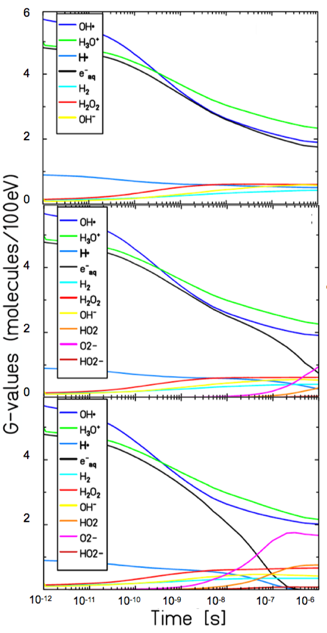 6
OH•
H₃O⁺
H•
e⁻aq
H₂
H₂O₂
OH⁻
4
2
0
OH•
H₃O⁺
H•
e⁻aq
H₂
H₂O₂
OH⁻
HO2
O2−
HO2−
4
2
0
OH•
H₃O⁺
H•
e⁻aq
H₂
H₂O₂
OH⁻
HO2
O2−
HO2−
4
2
G-values (molecules/100eV)
10-12 10-11 10-10 10-9 10-8 10-7 10-6
Time [s]